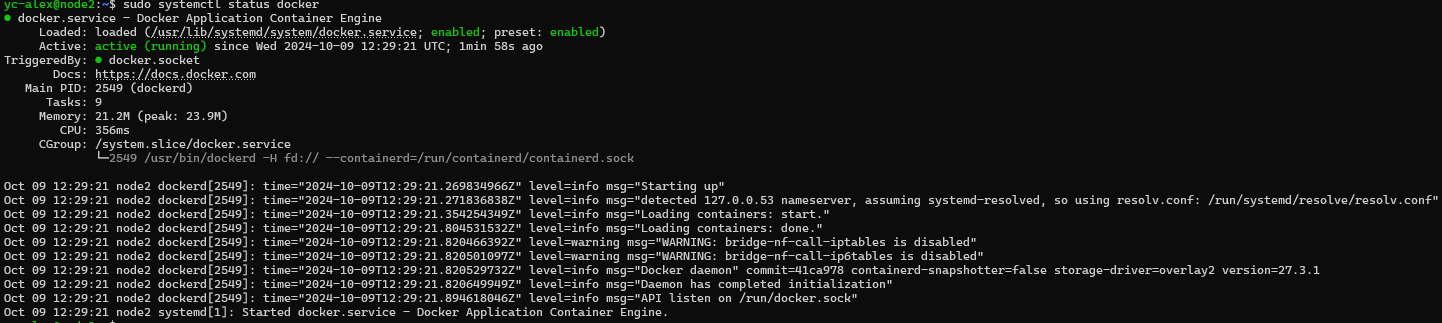 yc-alex@node2:~$ sudo systemctl status docker
● docker.service - Docker Application Container Engine
Loaded: loaded (/usr/lib/systemd/system/docker.service; enabled; preset: enabled)
Active: active (running) since Wed 2024-10-09 12:29:21 UTC; 1min 58s ago
TriggeredBy: ● docker.socket
Docs: https://docs.docker.com
Main PID: 2549 (dockerd)
Tasks: 9
Memory: 21.2M (peak: 23.9M)
CPU: 356ms
CGroup: /system.slice/docker.service
└─2549 /usr/bin/dockerd -H fd:// --containerd=/run/containerd/containerd.sock
Oct 09 12:29:21 node2 dockerd[2549]: time="2024-10-09T12:29:21.269834966Z" level=info msg="Starting up"
Oct 09 12:29:21 node2 dockerd[2549]: time="2024-10-09T12:29:21.271836838Z" level=info msg="detected 127.0.0.53 nameserver, assuming systemd-resolved, so using resolv.conf: /run/systemd/resolve/resolv.conf"
Oct 09 12:29:21 node2 dockerd[2549]: time="2024-10-09T12:29:21.354254349Z" level=info msg="Loading containers: start."
Oct 09 12:29:21 node2 dockerd[2549]: time="2024-10-09T12:29:21.804531532Z" level=info msg="Loading containers: done."
Oct 09 12:29:21 node2 dockerd[2549]: time="2024-10-09T12:29:21.820466392Z" level=warning msg="WARNING: bridge-nf-call-iptables is disabled"
Oct 09 12:29:21 node2 dockerd[2549]: time="2024-10-09T12:29:21.820501097Z" level=warning msg="WARNING: bridge-nf-call-ip6tables is disabled"
Oct 09 12:29:21 node2 dockerd[2549]: time="2024-10-09T12:29:21.820529732Z" level=info msg="Docker daemon" commit=41ca978 containerd-snapshotter=false storage-driver=overlay2 version=27.3.1
Oct 09 12:29:21 node2 dockerd[2549]: time="2024-10-09T12:29:21.820649949Z" level=info msg="Daemon has completed initialization"
Oct 09 12:29:21 node2 dockerd[2549]: time="2024-10-09T12:29:21.894618046Z" level=info msg="API listen on /run/docker.sock"
Oct 09 12:29:21 node2 systemd[1]: Started docker.service - Docker Application Container Engine.